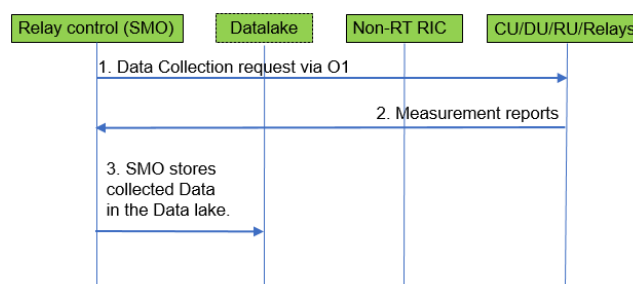 Relay control (SMO)
Datalake
Non-RT RIC
CU/DU/RU/Relays
1. Data Collection request via O1
2. Measurement reports
3. SMO stores
collected Data
in the Data lake.